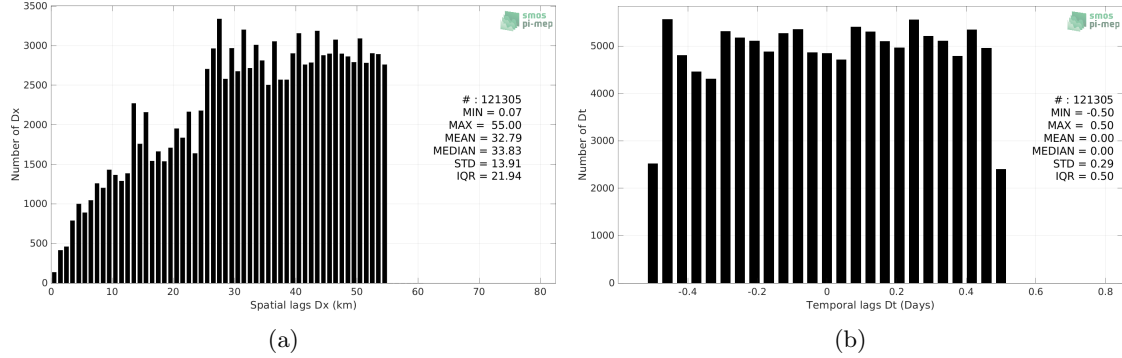 3500
3000
2500
2000
1500
1000
500
0
Number of Dx
0 10 20 30 40 50 60 70 80
Spatial lags Dx (km)
smos
pi-mep
# : 121305
MIN = 0.07
MAX = 55.00
MEAN = 32.79
MEDIAN = 33.83
STD = 13.91
IQR = 21.94
(a)
5000
4000
3000
2000
1000
0
Number of Dt
-0.4 -0.2 0 0.2 0.4 0.6 0.8
Temporal lags Dt (Days)
smos
pi-mep
# : 121305
MIN = -0.50
MAX = 0.50
MEAN = 0.00
MEDIAN = 0.00
STD = 0.29
IQR = 0.50
(b)